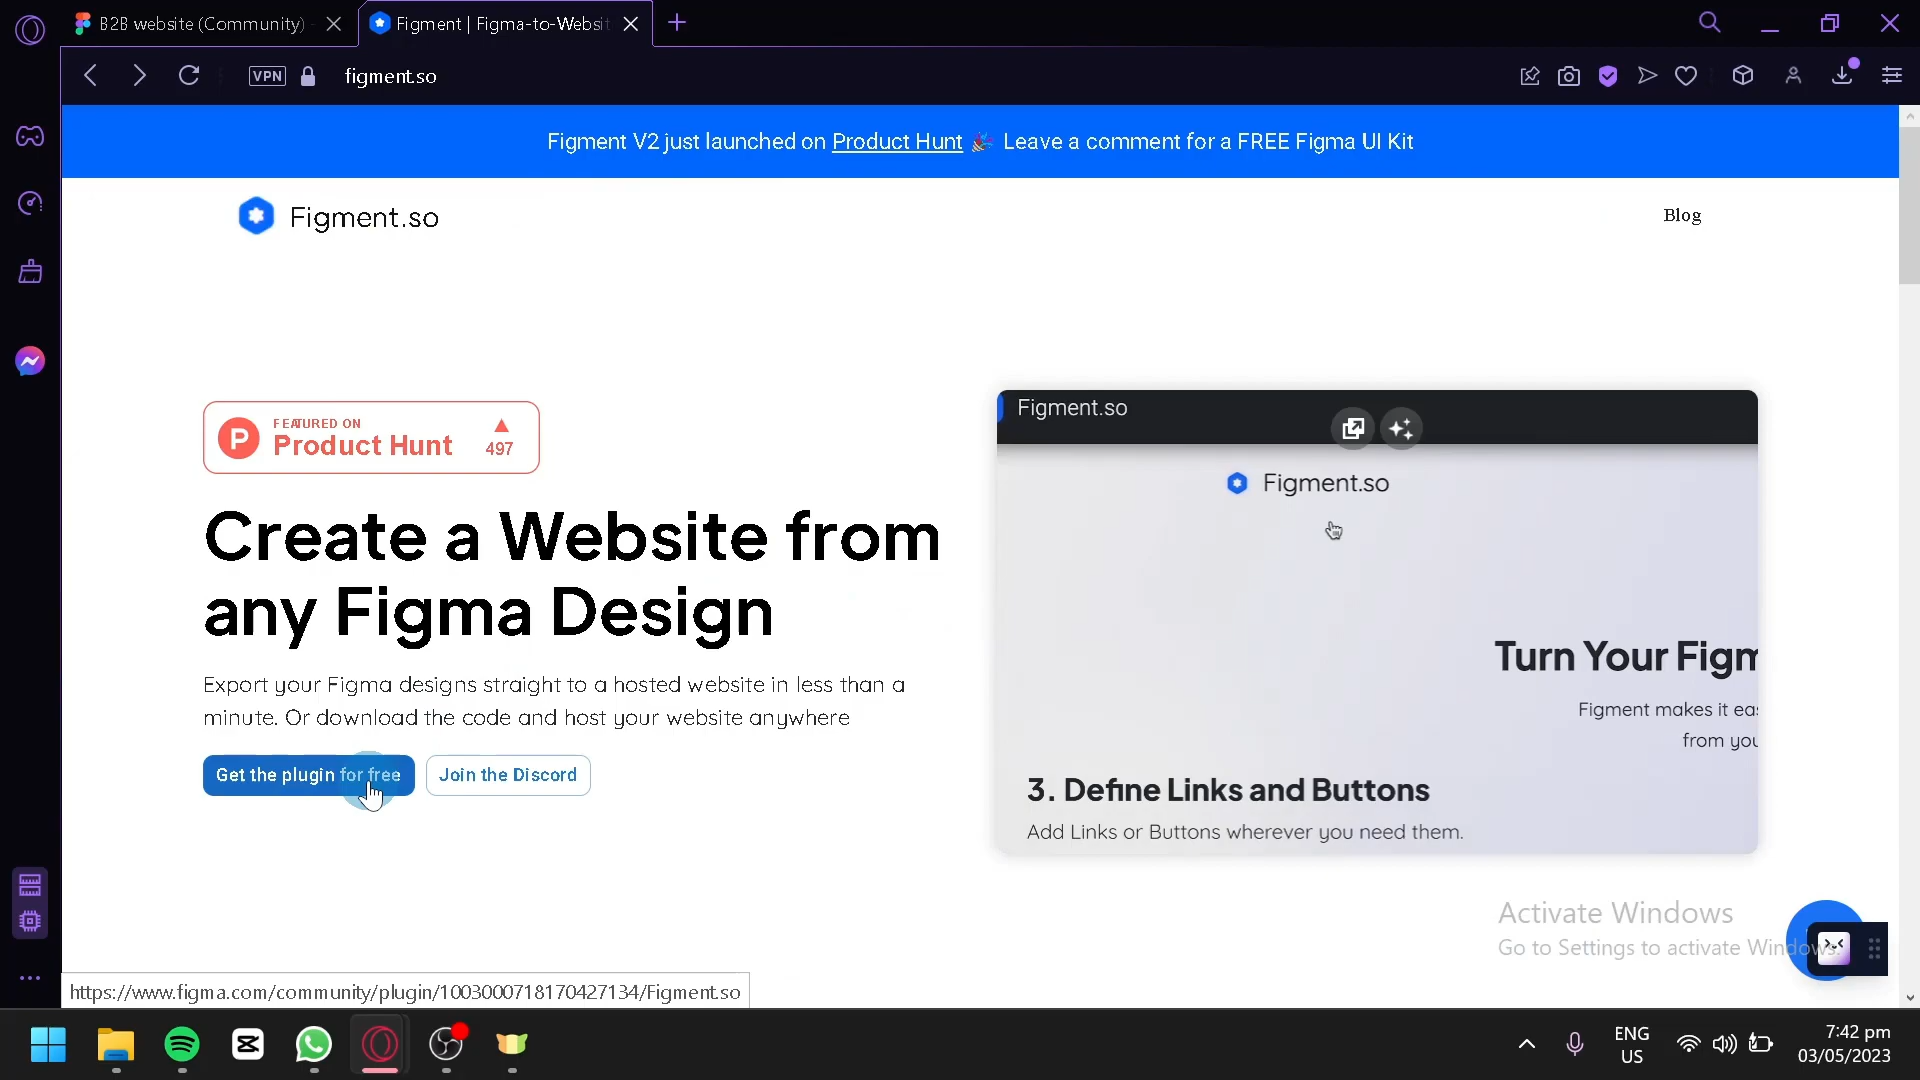 B2B website (Community) -
Figment | Figma-to-Websit
VPN
figment.so
Figment V2 just launched on Product Hunt 🎉 Leave a comment for a FREE Figma UI Kit
Figment.so
Blog
FEATURED ON
Product Hunt
497
Create a Website from
any Figma Design
Export your Figma designs straight to a hosted website in less than a
minute. Or download the code and host your website anywhere
Get the plugin for free
Join the Discord
Figment.so
Figment.so
Turn Your Figm
Figment makes it eas
from you
3. Define Links and Buttons
Add Links or Buttons wherever you need them.
Activate Windows
Go to Settings to activate Windows.
https://www.figma.com/community/plugin/1003000718170427134/Figment.so
ENG
US
7:42 pm
03/05/2023